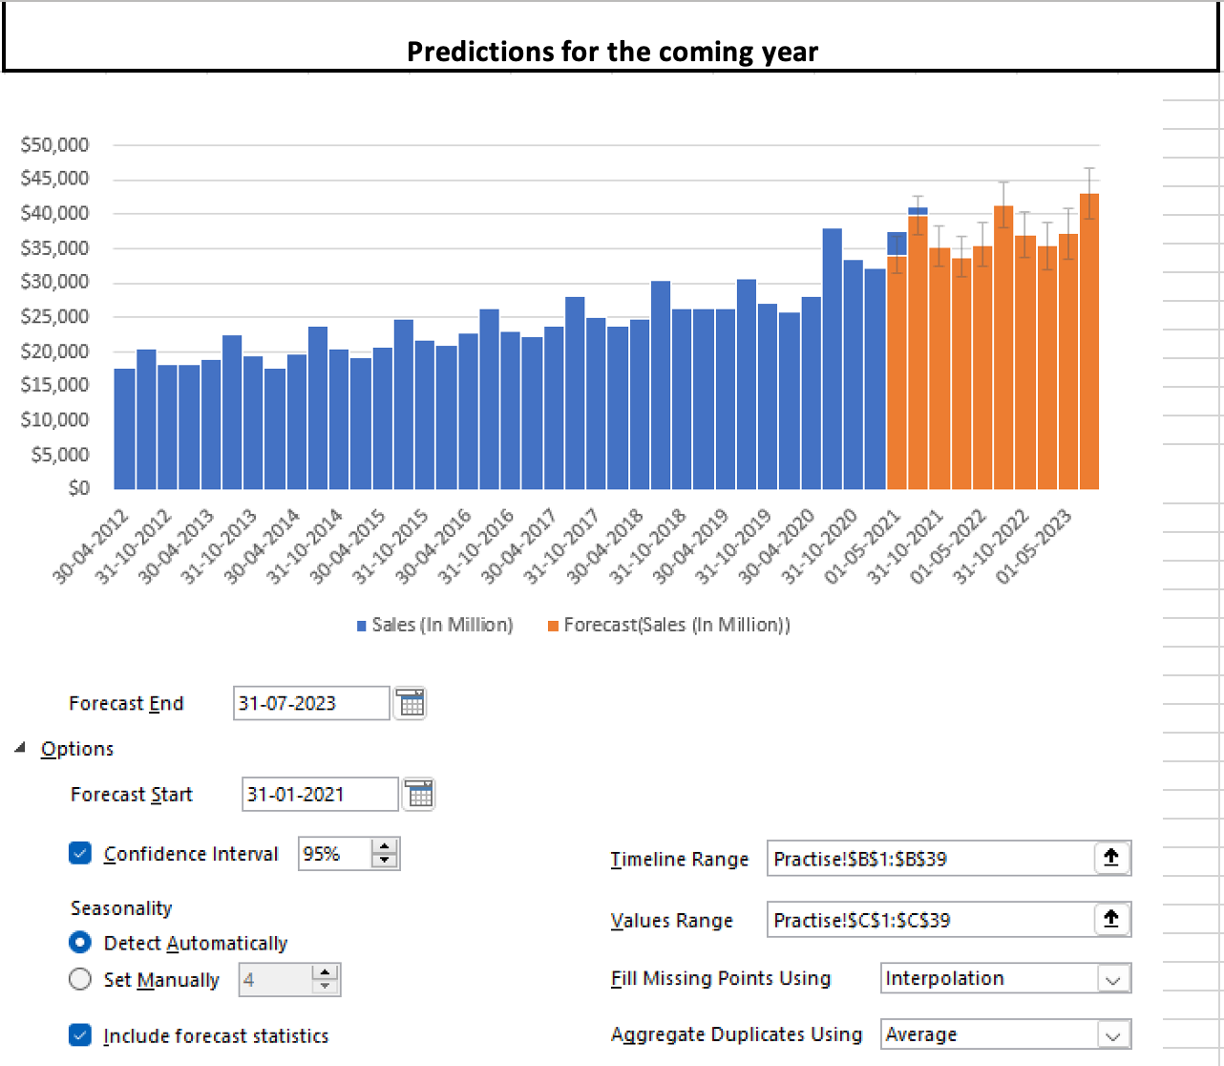 Predictions for the coming year
$50,000
$45,000
$40,000
$35,000
$30,000
$25,000
$20,000
$15,000
$10,000
$5,000
$0
30-04-2012
31-10-2012
30-04-2013
31-10-2013
30-04-2014
31-10-2014
30-04-2015
31-10-2015
30-04-2016
31-10-2016
30-04-2017
31-10-2017
30-04-2018
31-10-2018
30-04-2019
31-10-2019
30-04-2020
31-10-2020
01-05-2021
31-10-2021
01-05-2022
31-10-2022
01-05-2023
Sales (In Million) Forecast(Sales (In Million))
Forecast End 31-07-2023
Options
Forecast Start 31-01-2021
Confidence Interval 95%
Timeline Range Practise!$B$1:$B$39
Seasonality
Values Range Practise!$C$1:$C$39
Detect Automatically
Set Manually 4
Fill Missing Points Using Interpolation
Include forecast statistics
Aggregate Duplicates Using Average